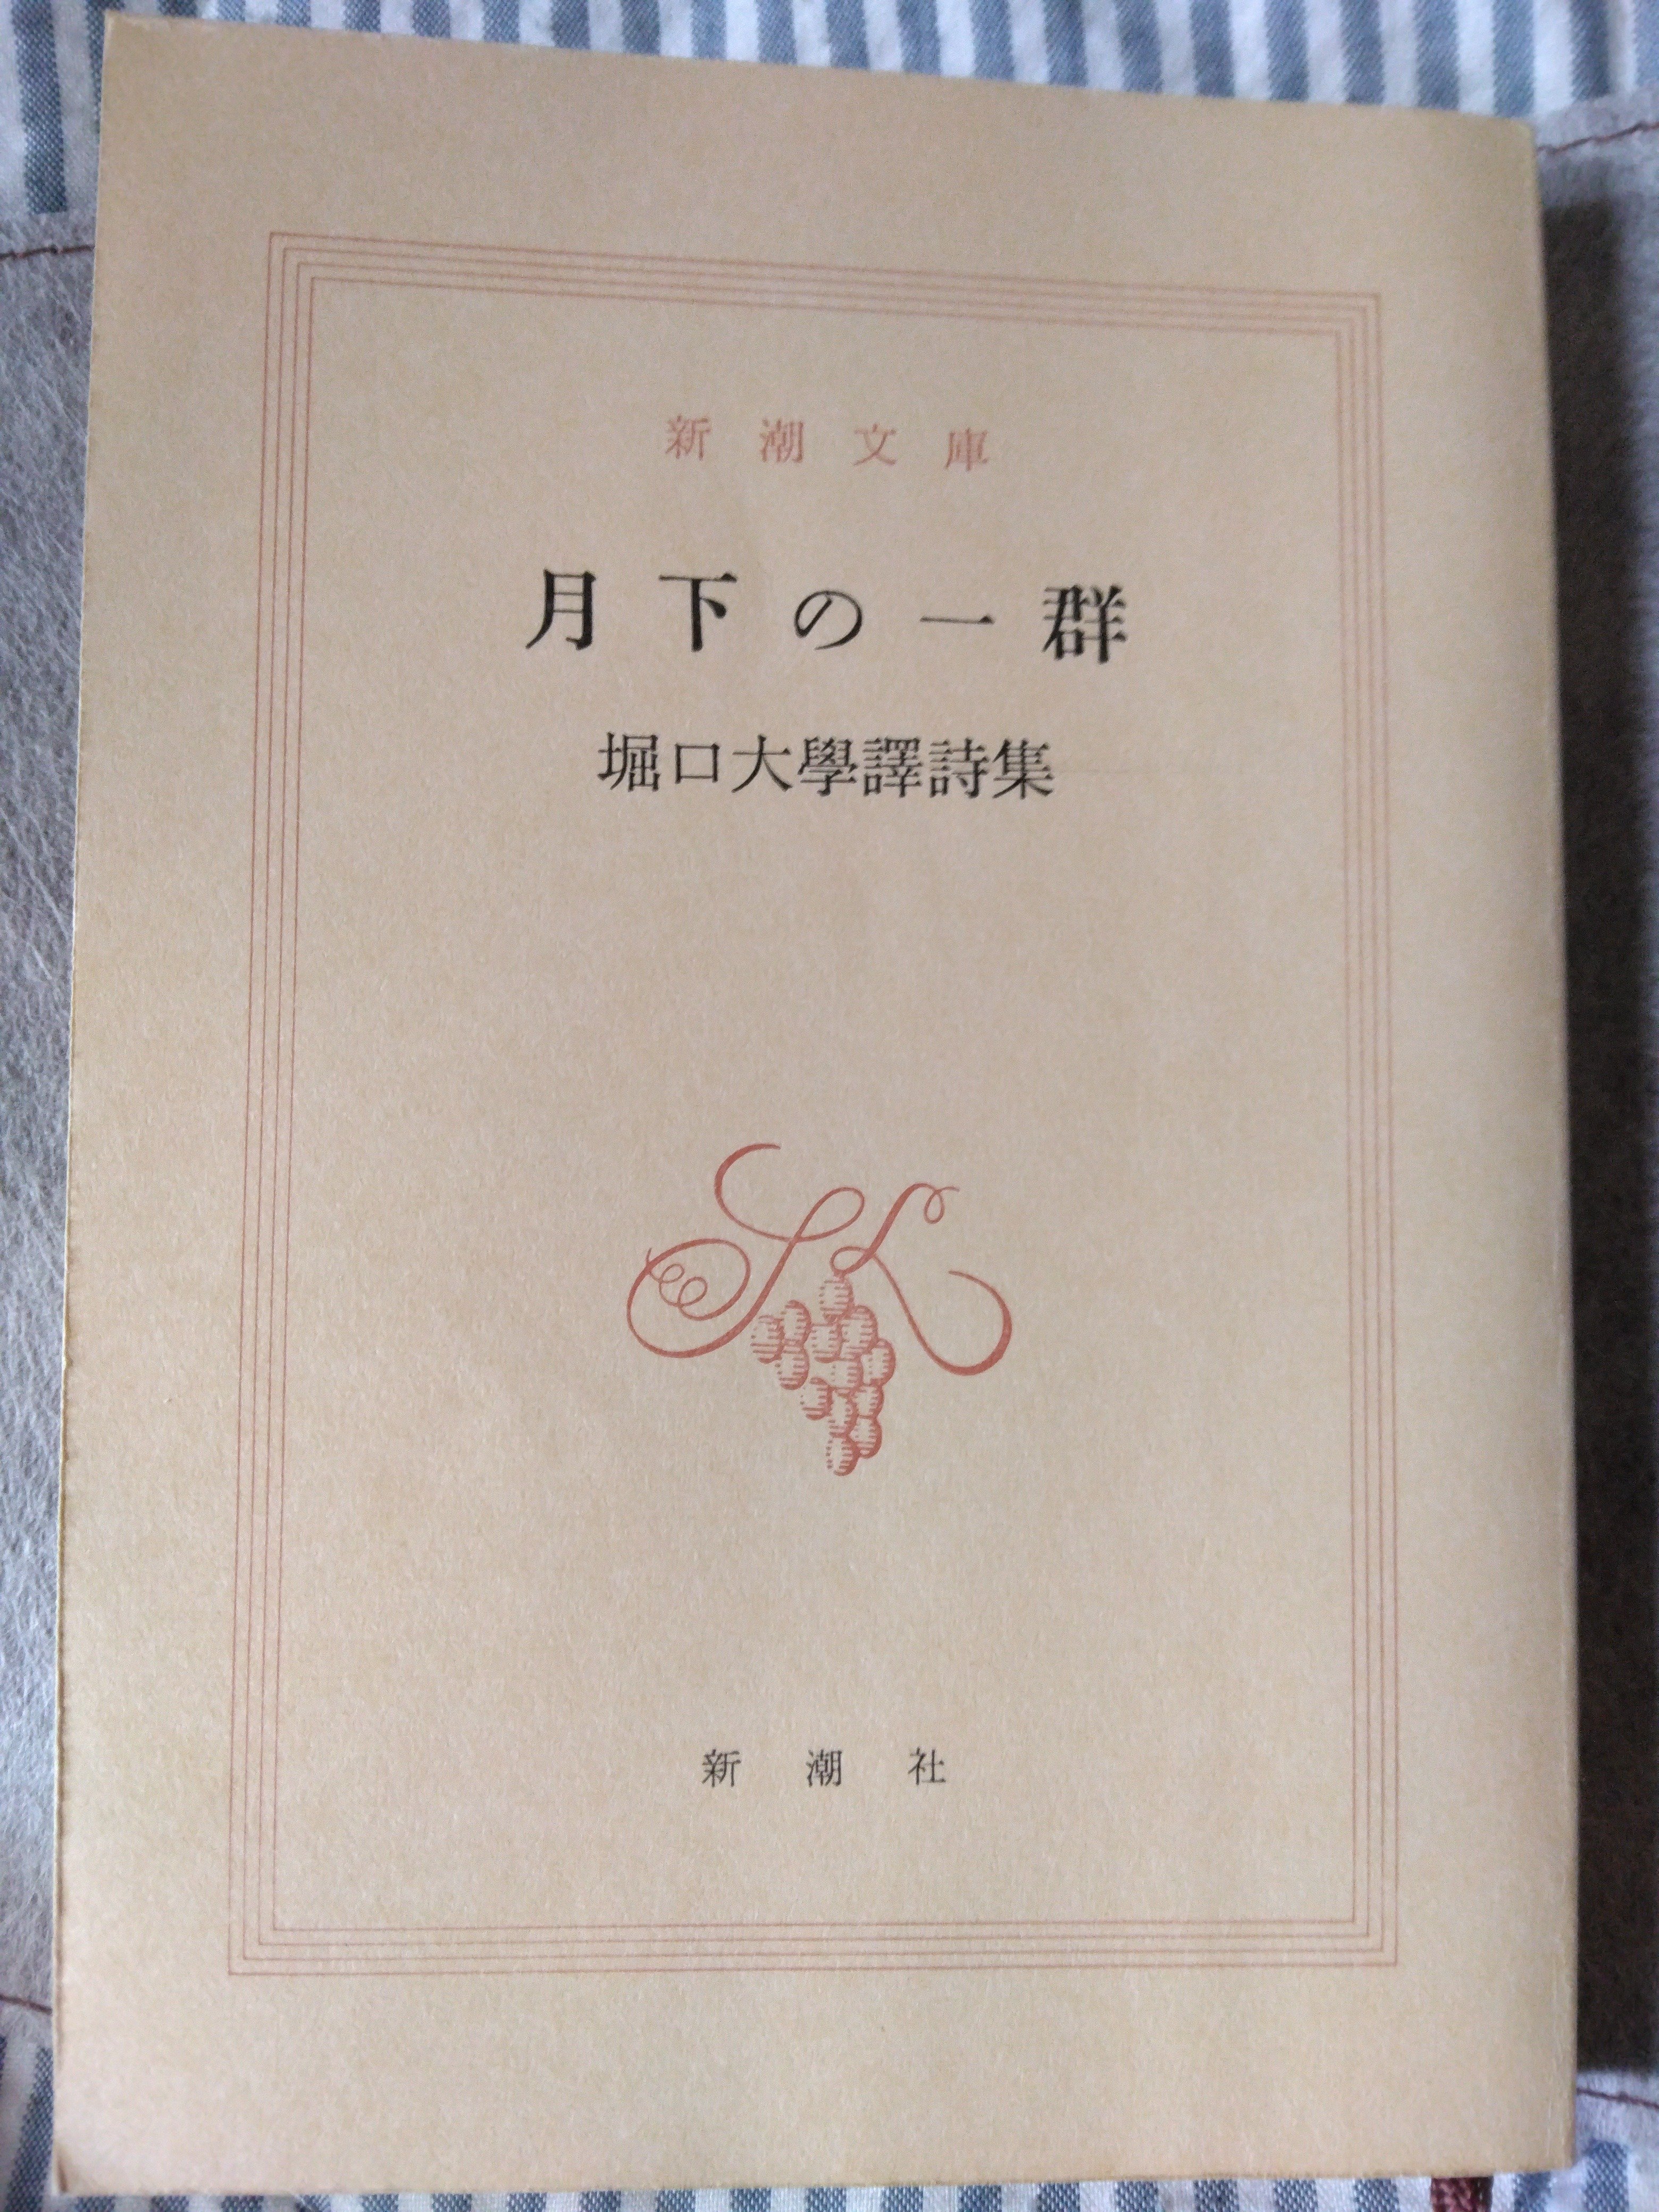 新潮文庫
月下の一群
堀口大學譯詩集
新潮社